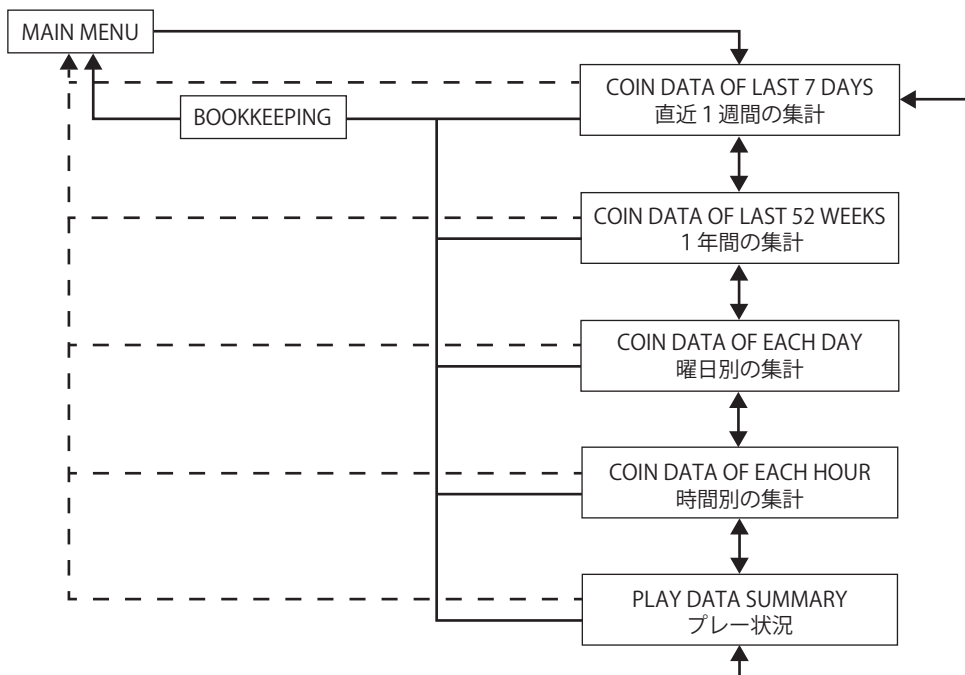 MAIN MENU
COIN DATA OF LAST 7 DAYS
直近１週間の集計
BOOKKEEPING
COIN DATA OF LAST 52 WEEKS
１年間の集計
COIN DATA OF EACH DAY
曜日別の集計
COIN DATA OF EACH HOUR
時間別の集計
PLAY DATA SUMMARY
プレー状況